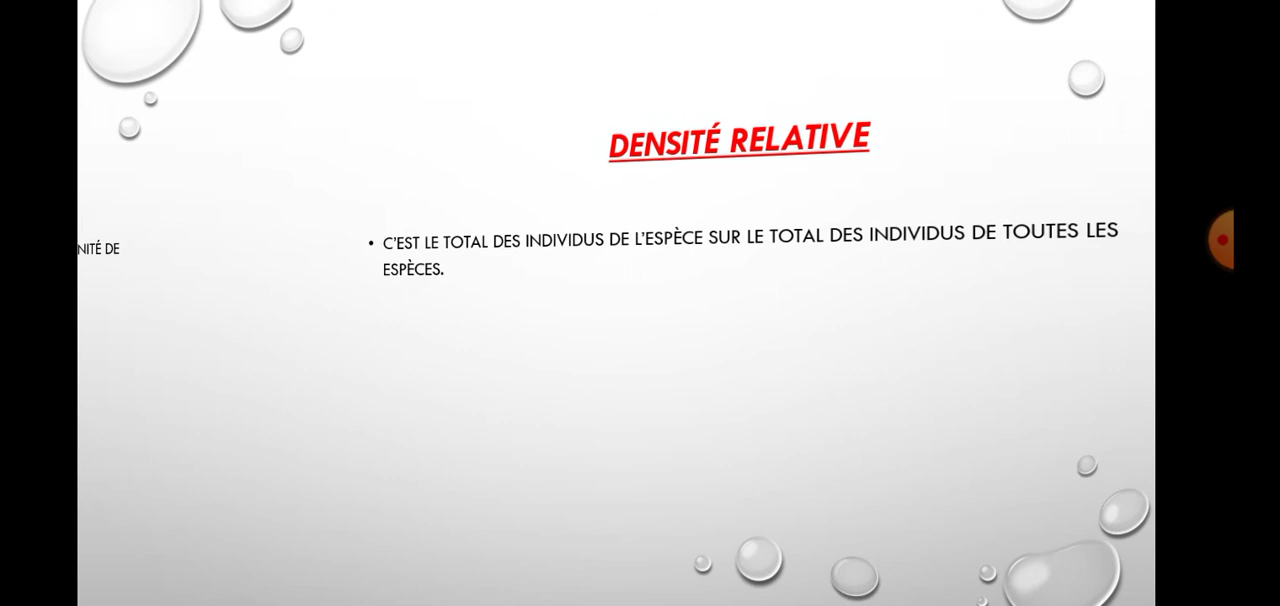 DENSITÉ RELATIVE
NITÉ DE
• C'EST LE TOTAL DES INDIVIDUS DE L'ESPÈCE SUR LE TOTAL DES INDIVIDUS DE TOUTES LES
ESPÈCES.